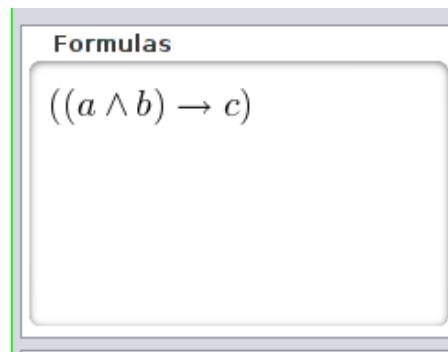 Formulas
((a ∧ b) → c)